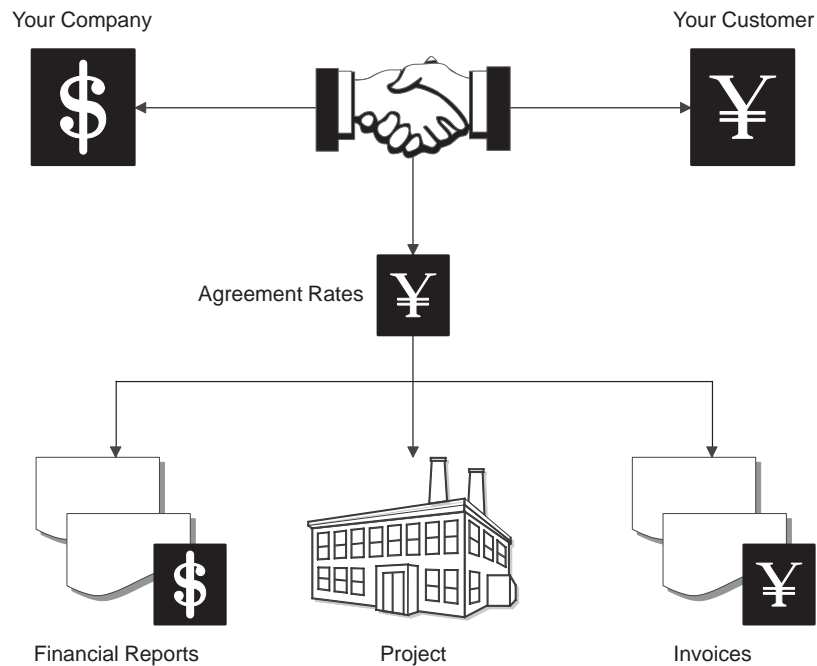 Your Company
Your Customer
$
¥
Agreement Rates
¥
$
¥
Financial Reports
Project
Invoices